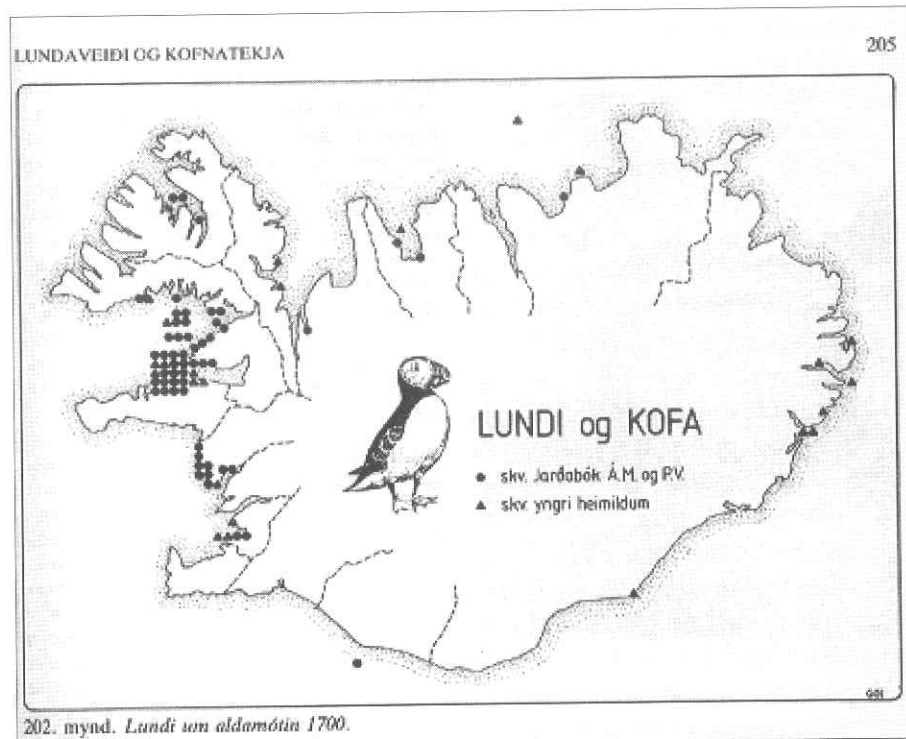 LUNDAVEIÐI OG KOFNATEKJA
205
LUNDI og KOFA
● skv. Jarðabók Á.M. og P.V.
▲ skv. yngri heimildum
202. mynd. Lundi um aldamótin 1700.